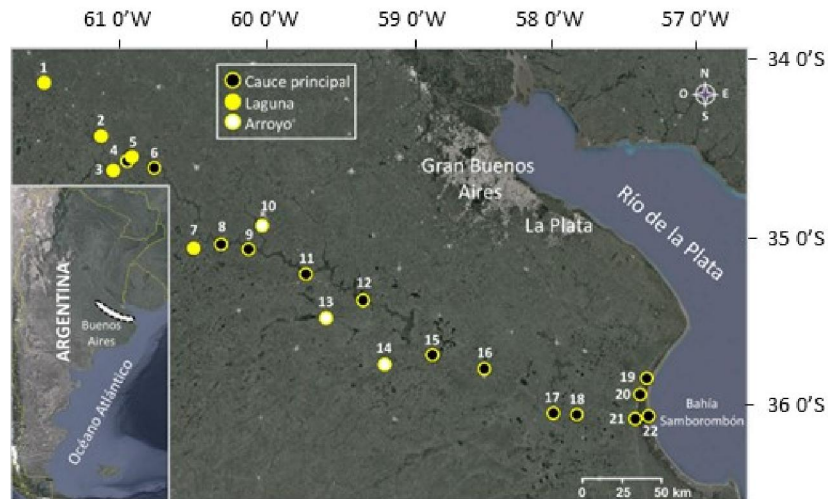 61 0'W
60 0'W
59 0'W
58 0'W
57 0'W
34 0'S
35 0'S
36 0'S
Cauce principal
Laguna
Arroyo
N
O
E
S
1
2
3
4
5
6
7
8
9
10
11
12
13
14
15
16
17
18
19
20
21
22
Gran Buenos
Aires
La Plata
Río de la Plata
Bahía
Samborombón
ARGENTINA
Buenos
Aires
Océano Atlántico
0 25 50 km